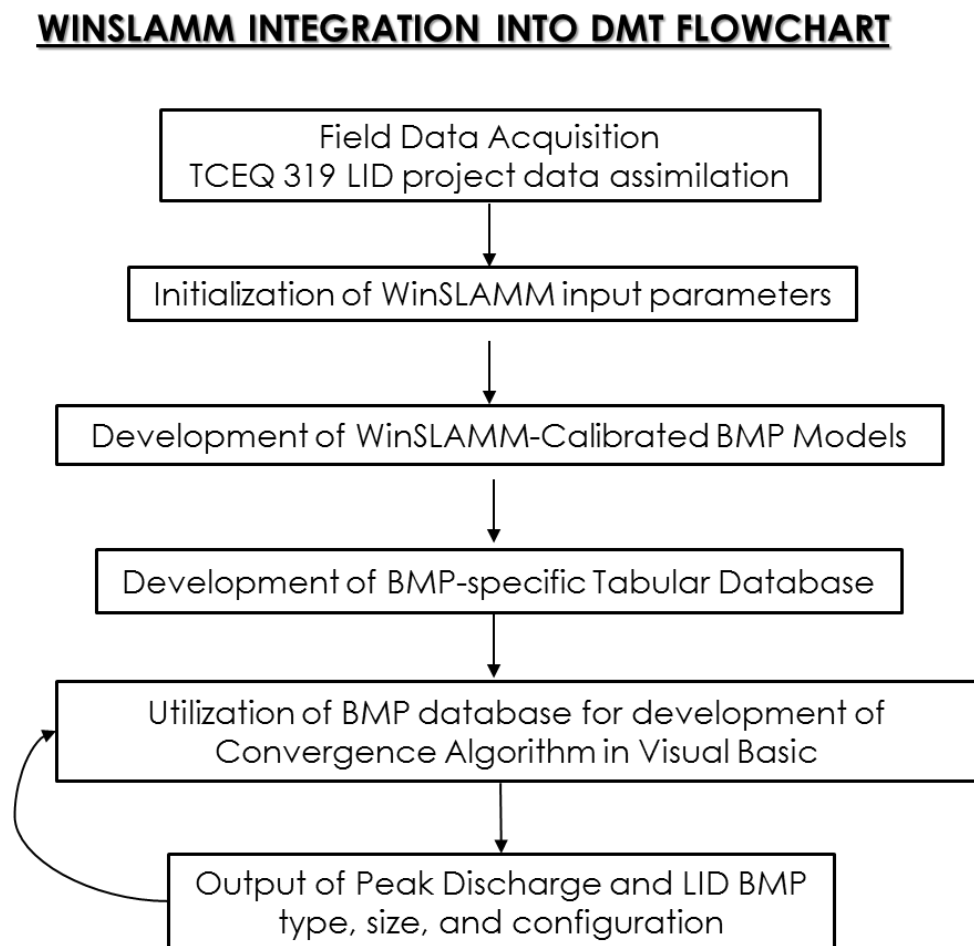 WINSLAMM INTEGRATION INTO DMT FLOWCHART
Field Data Acquisition
TCEQ 319 LID project data assimilation
Initialization of WinSLAMM input parameters
Development of WinSLAMM-Calibrated BMP Models
Development of BMP-specific Tabular Database
Utilization of BMP database for development of
Convergence Algorithm in Visual Basic
Output of Peak Discharge and LID BMP
type, size, and configuration